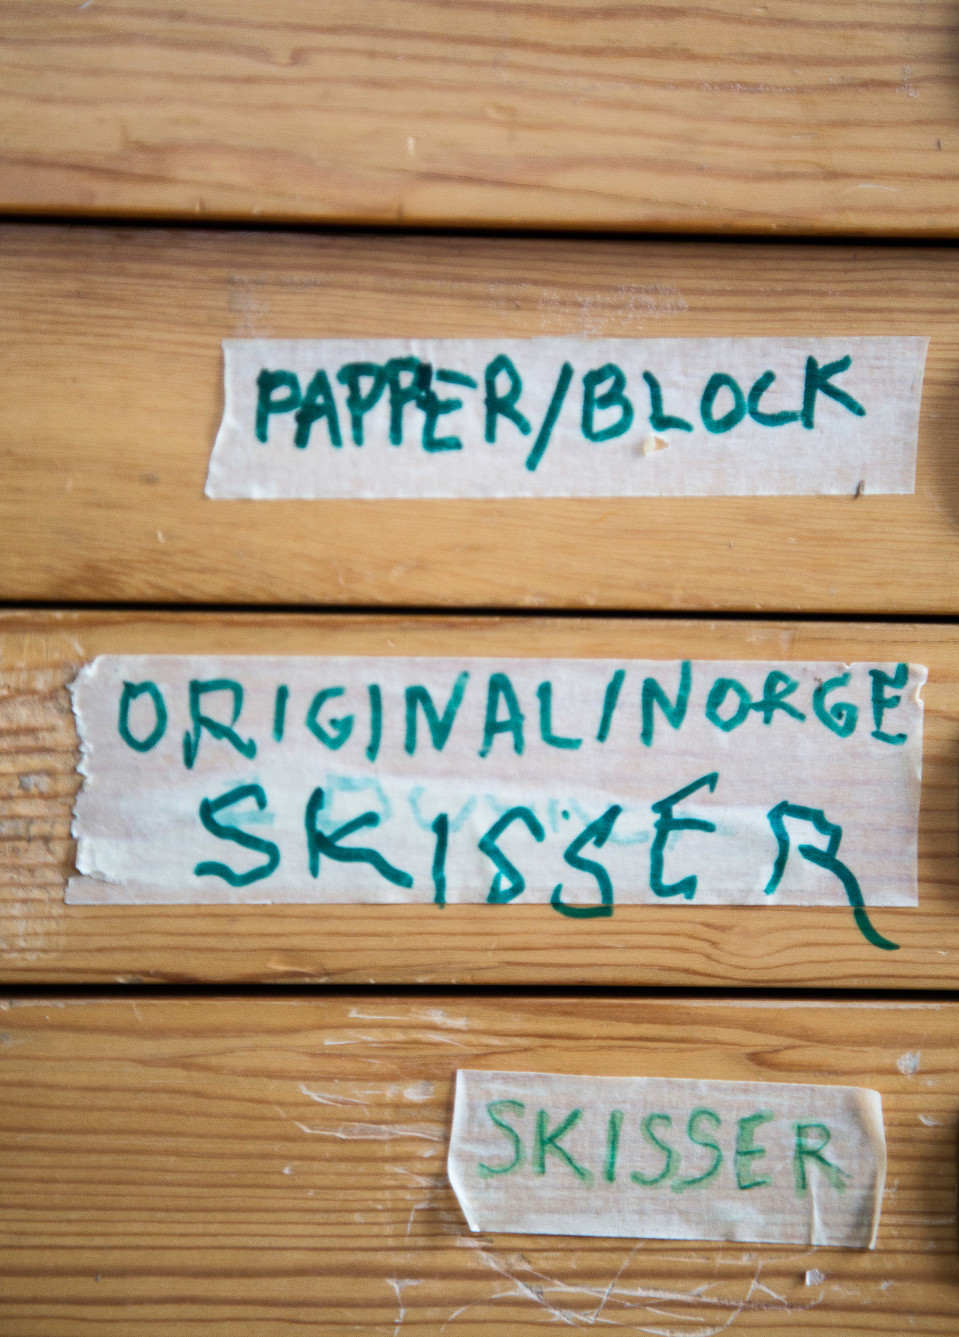 PAPPER/BLOCK
ORIGINAL/NORGE
SKISSER
SKISSER